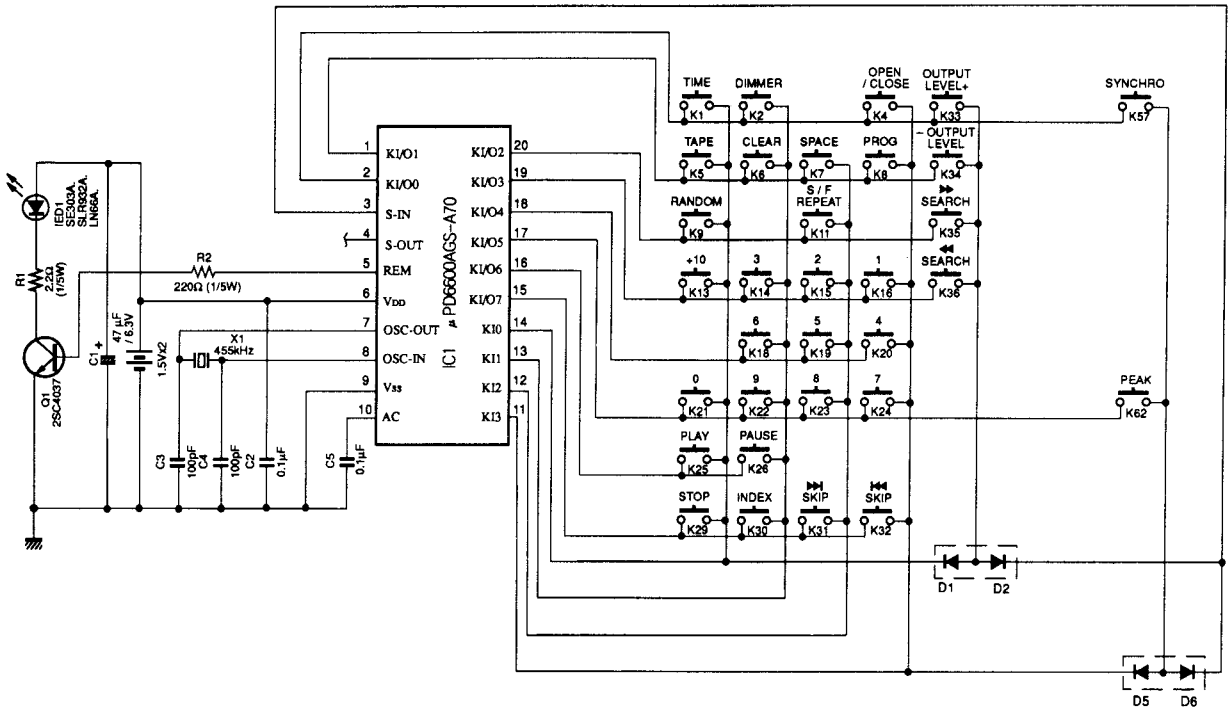 TIME
DIMMER
OPEN
/ CLOSE
OUTPUT
LEVEL+
SYNCHRO
K1
K2
K4
K33
K57
TAPE
CLEAR
SPACE
PROG
– OUTPUT
LEVEL
K5
K6
K7
K8
K34
RANDOM
S / F
REPEAT
SEARCH
K9
K11
K35
+10
3
2
1
SEARCH
K13
K14
K15
K16
K36
6
5
4
K18
K19
K20
0
9
8
7
PEAK
K21
K22
K23
K24
K62
PLAY
PAUSE
K25
K26
STOP
INDEX
SKIP
SKIP
K29
K30
K31
K32
D1
D2
D5
D6
IC1
µPD6600AGS–A70
1 KI/O1
2 KI/O0
3 S-IN
4 S-OUT
5 REM
6 VDD
7 OSC-OUT
8 OSC-IN
9 Vss
10 AC
KI/O2 20
KI/O3 19
KI/O4 18
KI/O5 17
KI/O6 16
KI/O7 15
KI0 14
KI1 13
KI2 12
KI3 11
IED1
SE303A.
SLR932A.
LN66A.
R1
2.2Ω
(1/5W)
R2
220Ω (1/5W)
Q1
2SC4037
C1
+
47 µF
/ 6.3V
1.5Vx2
X1
455kHz
C3
100pF
C4
100pF
C2
0.1µF
C5
0.1µF